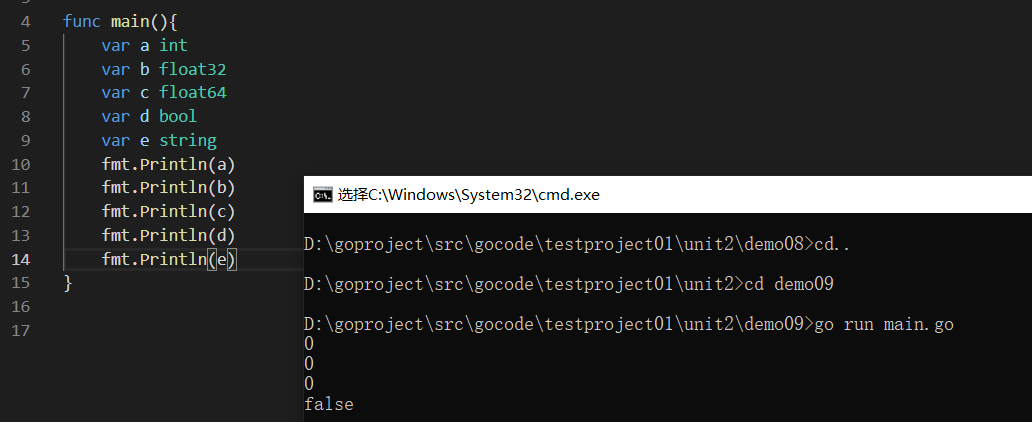 4 func main(){
5 var a int
6 var b float32
7 var c float64
8 var d bool
9 var e string
10 fmt.Println(a)
11 fmt.Println(b)
12 fmt.Println(c)
13 fmt.Println(d)
14 fmt.Println(e)
15 }
16
17
选择C:\Windows\System32\cmd.exe
D:\goproject\src\gocode\testproject01\unit2\demo08>cd..
D:\goproject\src\gocode\testproject01\unit2>cd demo09
D:\goproject\src\gocode\testproject01\unit2\demo09>go run main.go
0
0
0
false